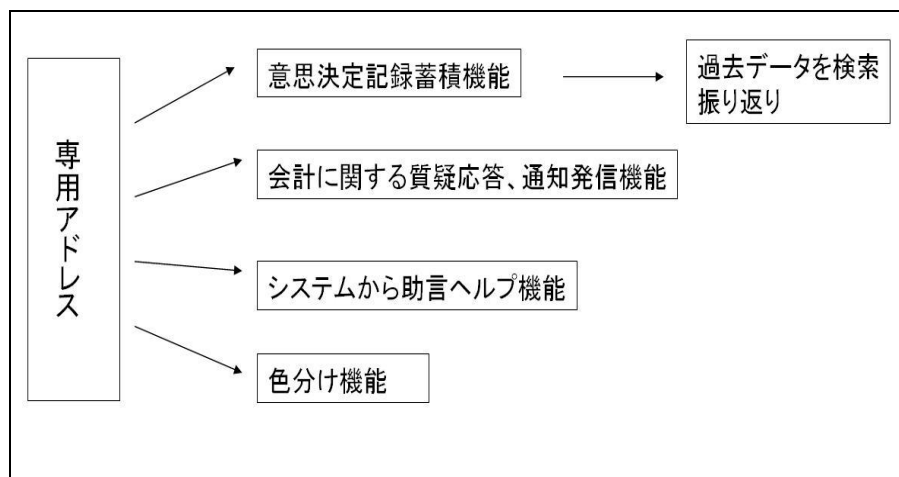 専用アドレス
意思決定記録蓄積機能
過去データを検索
振り返り
会計に関する質疑応答、通知発信機能
システムから助言ヘルプ機能
色分け機能